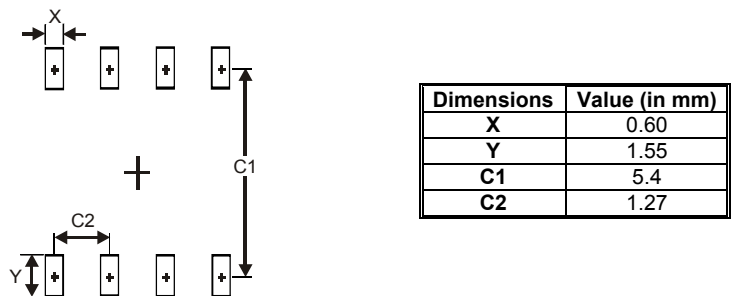 X
C1
C2
Y
Dimensions Value (in mm)
X 0.60
Y 1.55
C1 5.4
C2 1.27